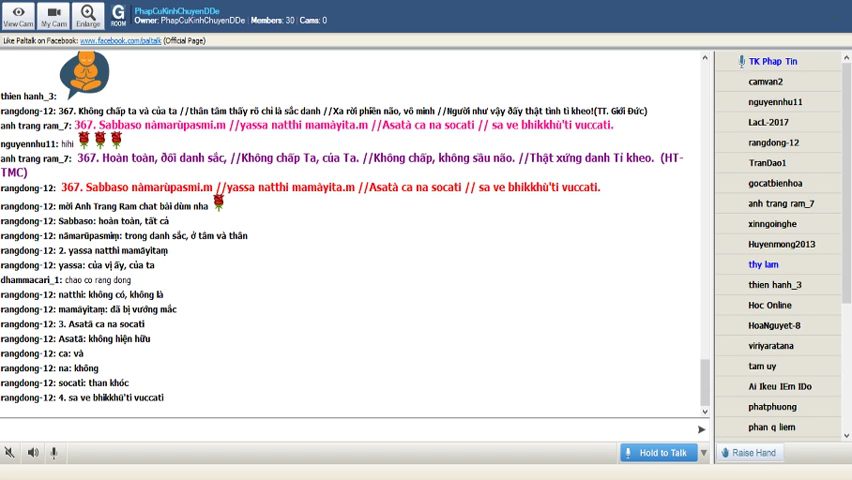 View Cam
My Cam
Enlarge
G
ROOM
PhapCuKinhChuyenDDe
Owner: PhapCuKinhChuyenDDe | Members: 30 | Cams: 0
Like Paltalk on Facebook: www.facebook.com/paltalk (Official Page)
thien hanh_3:
rangdong-12: 367. Không chấp ta và của ta //thân tâm thấy rõ chỉ là sắc danh //Xa rời phiền não, vô minh //Người như vậy đấy thật tình tì kheo!(TT. Giới Đức)
anh trang ram_7: 367. Sabbaso nàmarùpasmi.m //yassa natthi mamàyita.m //Asatà ca na socati // sa ve bhikkhù'ti vuccati.
nguyennhu11: hihi
anh trang ram_7: 367. Hoàn toàn, đối danh sắc, //Không chấp Ta, của Ta. //Không chấp, không sầu não. //Thật xứng danh Tỉ kheo. (HT-
TMC)
rangdong-12: 367. Sabbaso nàmarùpasmi.m //yassa natthi mamàyita.m //Asatà ca na socati // sa ve bhikkhù'ti vuccati.
rangdong-12: mời Anh Trang Ram chat bài dùm nha
rangdong-12: Sabbaso: hoàn toàn, tất cả
rangdong-12: nāmarūpasmiṃ: trong danh sắc, ở tâm và thân
rangdong-12: 2. yassa natthi mamāyitaṃ
rangdong-12: yassa: của vị ấy, của ta
dhammacari_1: chao co rang dong
rangdong-12: natthi: không có, không là
rangdong-12: mamāyitaṃ: đã bị vướng mắc
rangdong-12: 3. Asatā ca na socati
rangdong-12: Asatā: không hiện hữu
rangdong-12: ca: và
rangdong-12: na: không
rangdong-12: socati: than khóc
rangdong-12: 4. sa ve bhikkhū'ti vuccati
Hold to Talk
TK Phap Tin
camvan2
nguyennhu11
LacL-2017
rangdong-12
TranDao1
gocatbienhoa
anh trang ram_7
xinngoinghe
Huyenmong2013
thy lam
thien hanh_3
Hoc Online
HoaNguyet-8
viriyaratana
tam uy
Ai Ikeu IEm IDo
phatphuong
phan q liem
Raise Hand